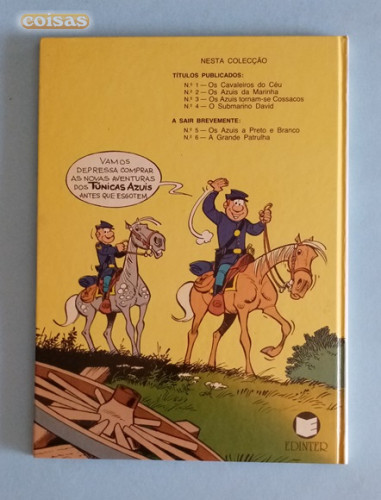 coisas
NESTA COLECÇÃO
TÍTULOS PUBLICADOS:
N.º 1 — Os Cavaleiros do Céu
N.º 2 — Os Azuis da Marinha
N.º 3 — Os Azuis tornam-se Cossacos
N.º 4 — O Submarino David
A SAIR BREVEMENTE:
N.º 5 — Os Azuis a Preto e Branco
N.º 6 — A Grande Patrulha
VAMOS
DEPRESSA COMPRAR
AS NOVAS AVENTURAS
DOS TÚNICAS AZUIS
ANTES QUE ESGOTEM
EDINTER